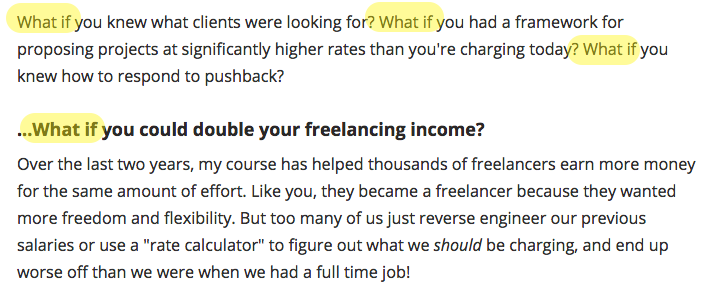 What if you knew what clients were looking for? What if you had a framework for
proposing projects at significantly higher rates than you're charging today? What if you
knew how to respond to pushback?
...What if you could double your freelancing income?
Over the last two years, my course has helped thousands of freelancers earn more money
for the same amount of effort. Like you, they became a freelancer because they wanted
more freedom and flexibility. But too many of us just reverse engineer our previous
salaries or use a "rate calculator" to figure out what we should be charging, and end up
worse off than we were when we had a full time job!